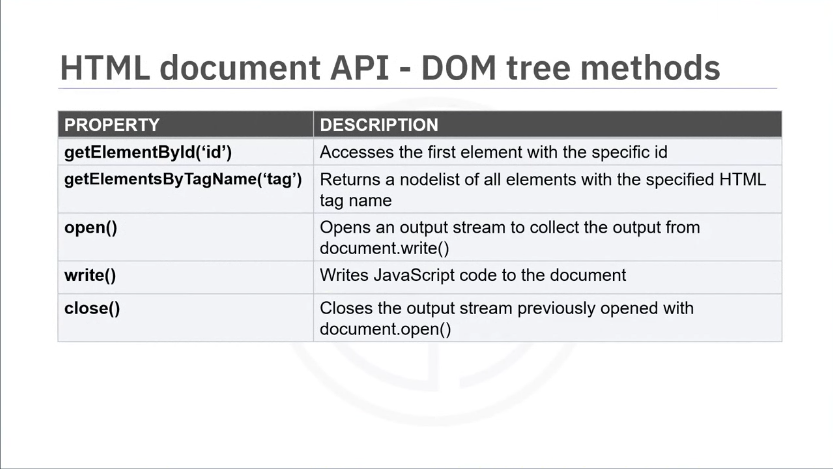 HTML document API - DOM tree methods
PROPERTY DESCRIPTION
getElementById(‘id’) Accesses the first element with the specific id
getElementsByTagName(‘tag’) Returns a nodelist of all elements with the specified HTML
tag name
open() Opens an output stream to collect the output from
document.write()
write() Writes JavaScript code to the document
close() Closes the output stream previously opened with
document.open()